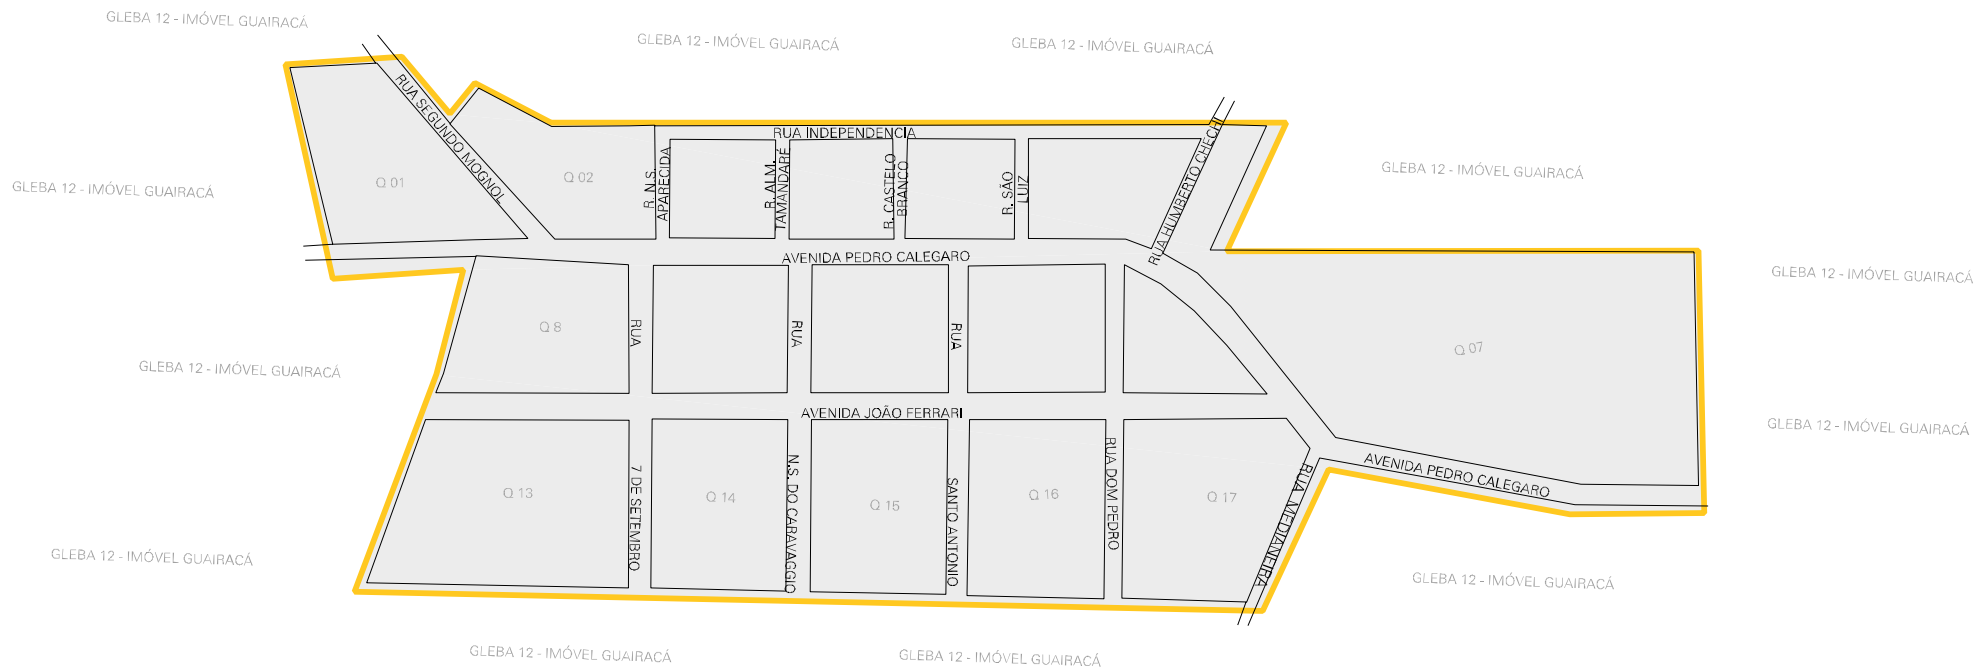 GLEBA 12 - IMÓVEL GUAIRACÁ
GLEBA 12 - IMÓVEL GUAIRACÁ
GLEBA 12 - IMÓVEL GUAIRACÁ
RUA SEGUNDO MOGNOL
RUA INDEPENDENCIA
RUA HUMBERTO CHECHI
GLEBA 12 - IMÓVEL GUAIRACÁ
GLEBA 12 - IMÓVEL GUAIRACÁ
Q 01
Q 02
R. N.S.
APARECIDA
R. ALM.
TAMANDARÉ
R. CASTELO
BRANCO
R. SÃO
LUIZ
AVENIDA PEDRO CALEGARO
GLEBA 12 - IMÓVEL GUAIRACÁ
Q 8
RUA
RUA
RUA
Q 07
GLEBA 12 - IMÓVEL GUAIRACÁ
AVENIDA JOÃO FERRARI
GLEBA 12 - IMÓVEL GUAIRACÁ
AVENIDA PEDRO CALEGARO
Q 13
7 DE SETEMBRO
Q 14
N.S. DO CARAVAGGIO
Q 15
SANTO ANTONIO
Q 16
RUA DOM PEDRO
Q 17
RUA MEDIANEIRA
GLEBA 12 - IMÓVEL GUAIRACÁ
GLEBA 12 - IMÓVEL GUAIRACÁ
GLEBA 12 - IMÓVEL GUAIRACÁ
GLEBA 12 - IMÓVEL GUAIRACÁ